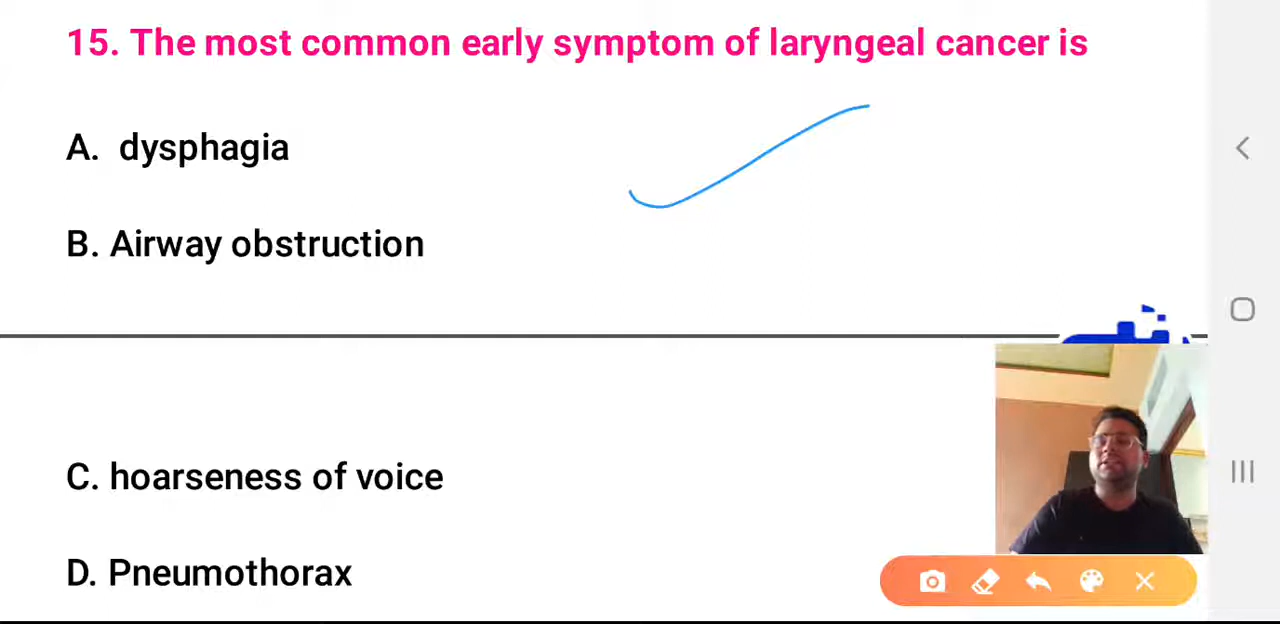 15. The most common early symptom of laryngeal cancer is
A. dysphagia
B. Airway obstruction
C. hoarseness of voice
D. Pneumothorax